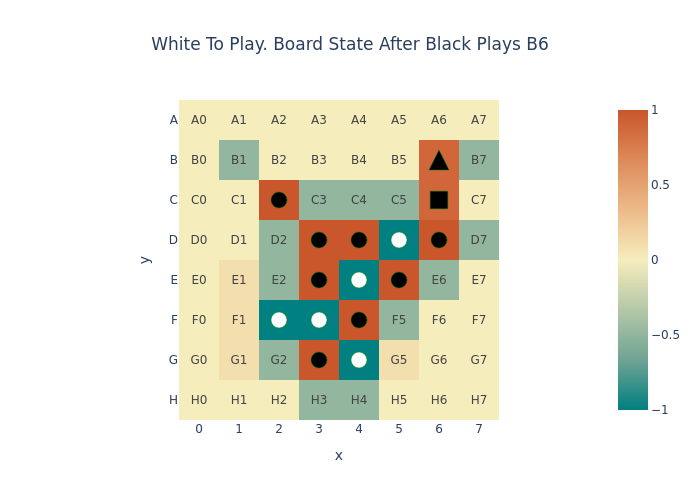 White To Play. Board State After Black Plays B6
A A0 A1 A2 A3 A4 A5 A6 A7
B B0 B1 B2 B3 B4 B5 B7
C C0 C1 C3 C4 C5 C7
D D0 D1 D2 D7
E E0 E1 E2 E6 E7
F F0 F1 F5 F6 F7
G G0 G1 G2 G5 G6 G7
H H0 H1 H2 H3 H4 H5 H6 H7
0 1 2 3 4 5 6 7
x
y
1
0.5
0
−0.5
−1